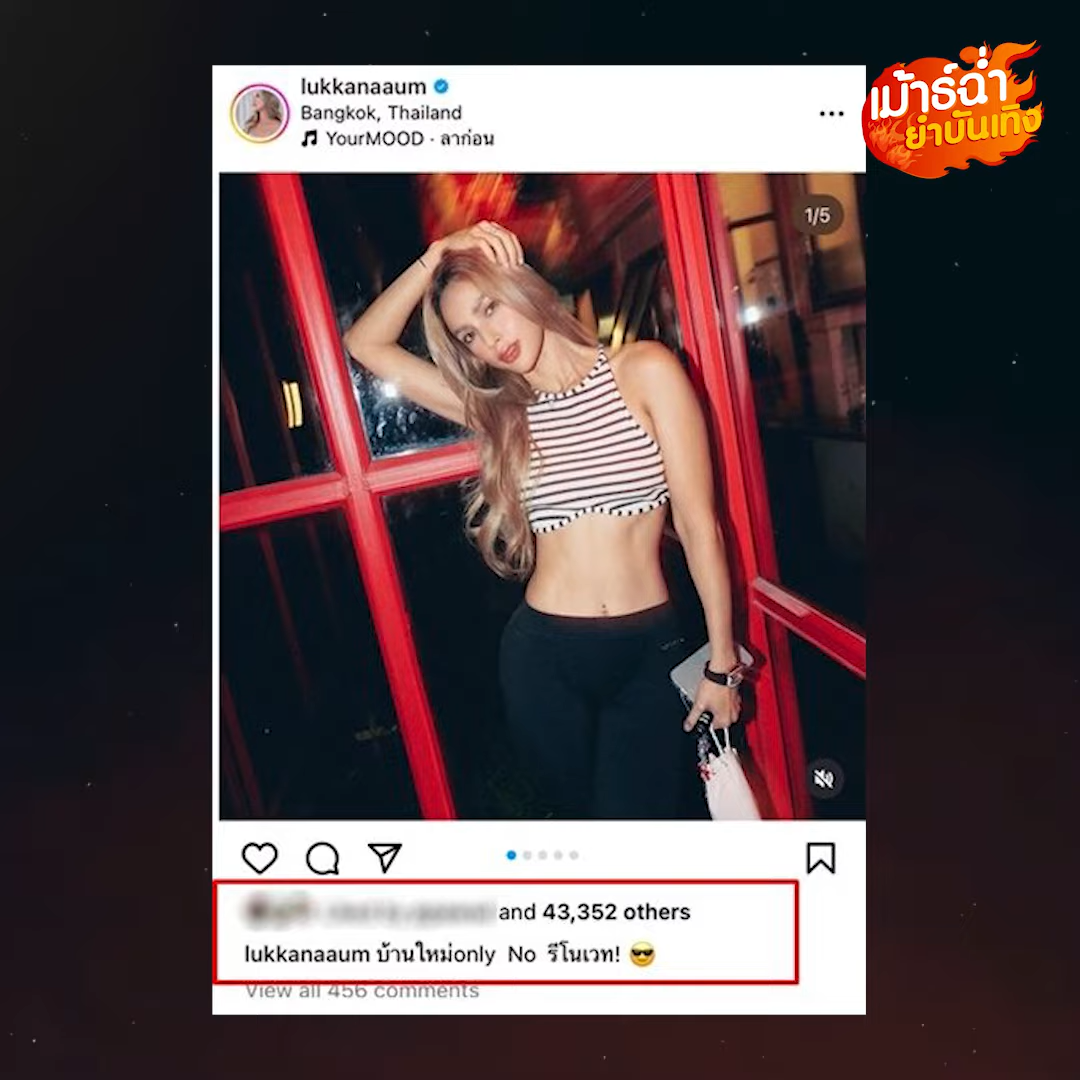 lukkanaaum
Bangkok, Thailand
YourMOOD · ลาก่อน
เม้าธ์ฉ่ำ
ยำบันเทิง
1/5
and 43,352 others
lukkanaaum บ้านใหม่only No รีโนเวท! 😎
View all 456 comments